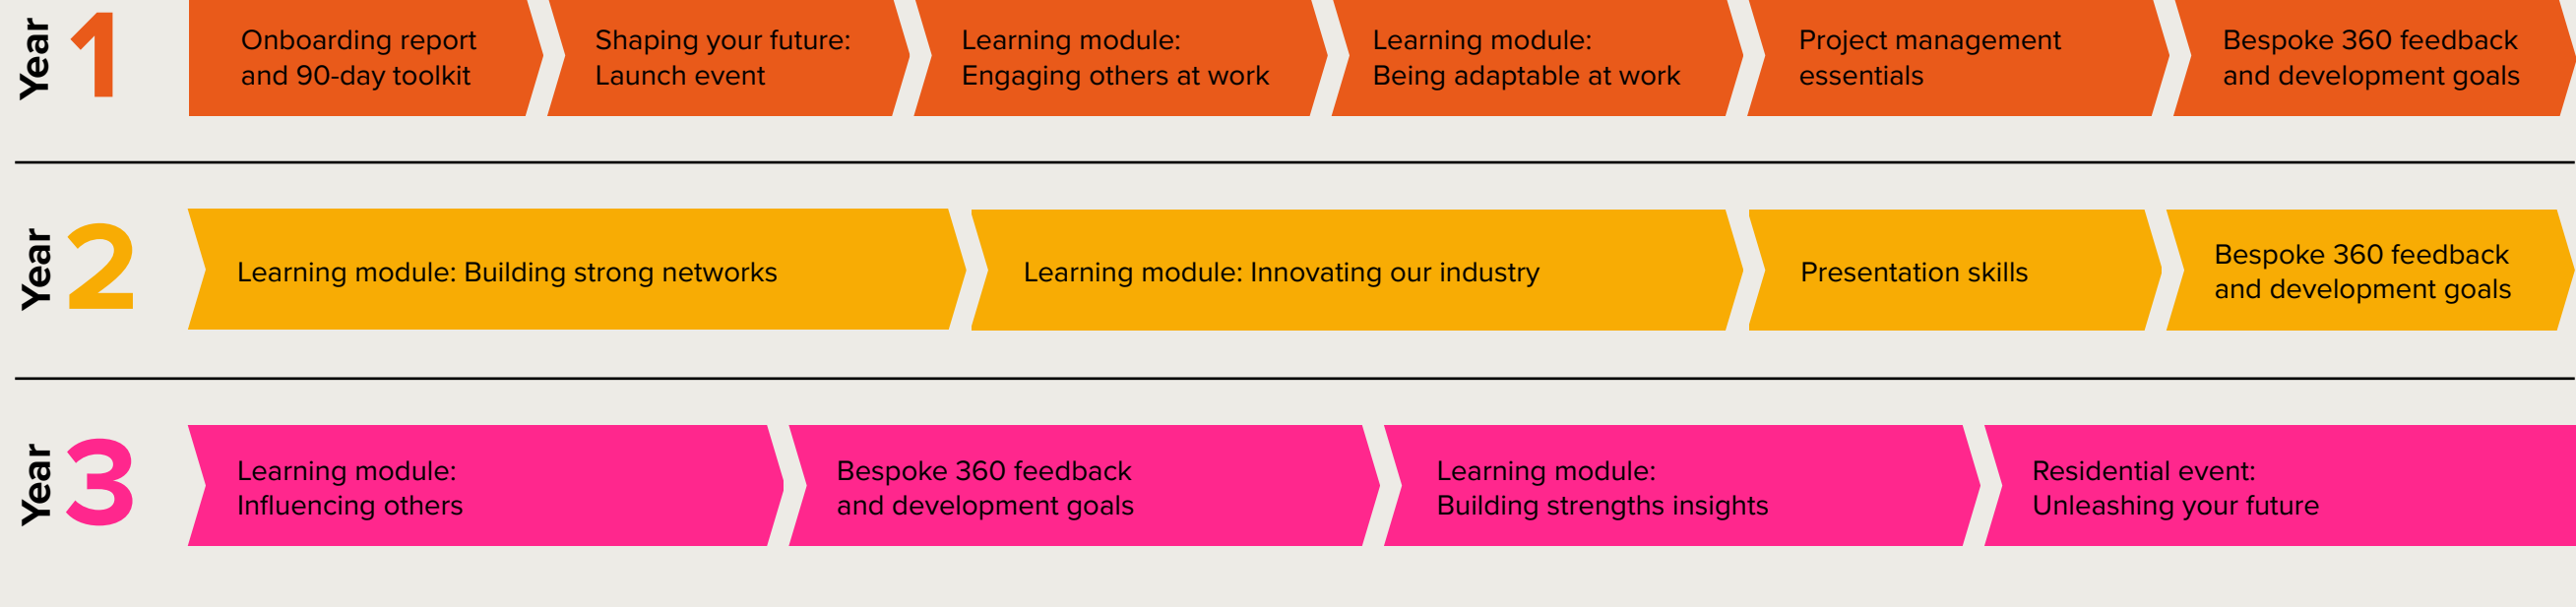 Year 1
Onboarding report
and 90-day toolkit
Shaping your future:
Launch event
Learning module:
Engaging others at work
Learning module:
Being adaptable at work
Project management
essentials
Bespoke 360 feedback
and development goals
Year 2
Learning module: Building strong networks
Learning module: Innovating our industry
Presentation skills
Bespoke 360 feedback
and development goals
Year 3
Learning module:
Influencing others
Bespoke 360 feedback
and development goals
Learning module:
Building strengths insights
Residential event:
Unleashing your future